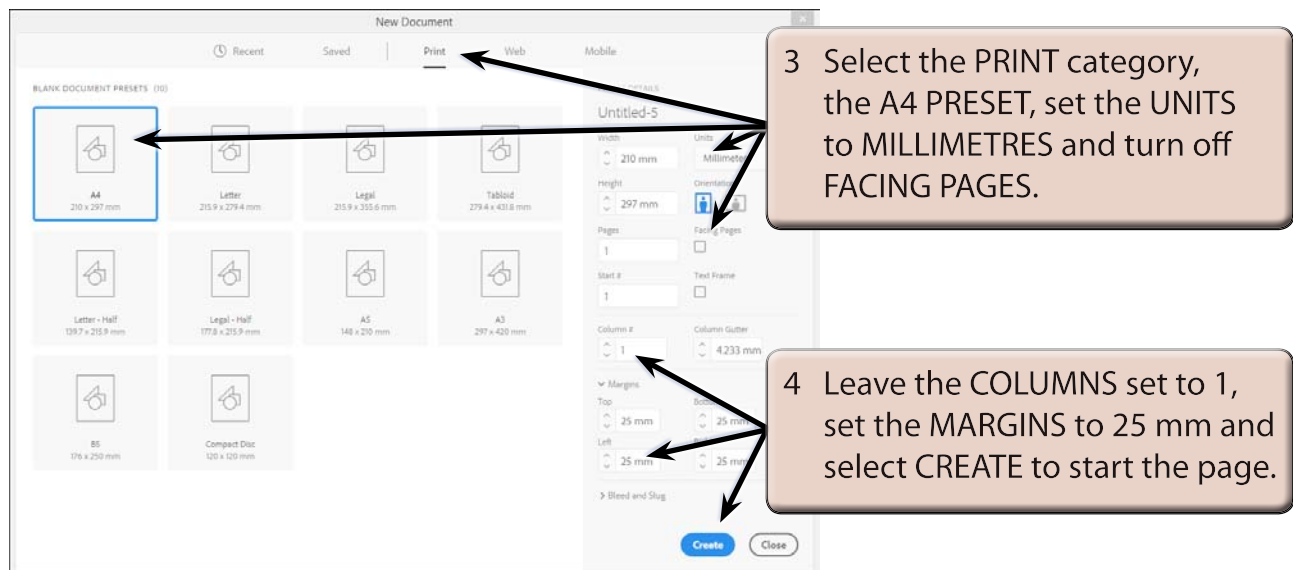 New Document
Recent Saved Print Web Mobile
BLANK DOCUMENT PRESETS (10)
A4
210 x 297 mm
Letter
215.9 x 279.4 mm
Legal
215.9 x 355.6 mm
Tabloid
279.4 x 431.8 mm
Letter - Half
139.7 x 215.9 mm
Legal - Half
177.8 x 215.9 mm
A5
148 x 210 mm
A3
297 x 420 mm
B5
176 x 250 mm
Compact Disc
120 x 120 mm
Untitled-5
Width Units
210 mm
Height Orientation
297 mm
Pages Facing Pages
1
Start # Text Frame
1
Column # Column Gutter
1 4.233 mm
Margins
Top
25 mm 25 mm
Left
25 mm 25 mm
Bleed and Slug
Create Close
3 Select the PRINT category,
the A4 PRESET, set the UNITS
to MILLIMETRES and turn off
FACING PAGES.
4 Leave the COLUMNS set to 1,
set the MARGINS to 25 mm and
select CREATE to start the page.